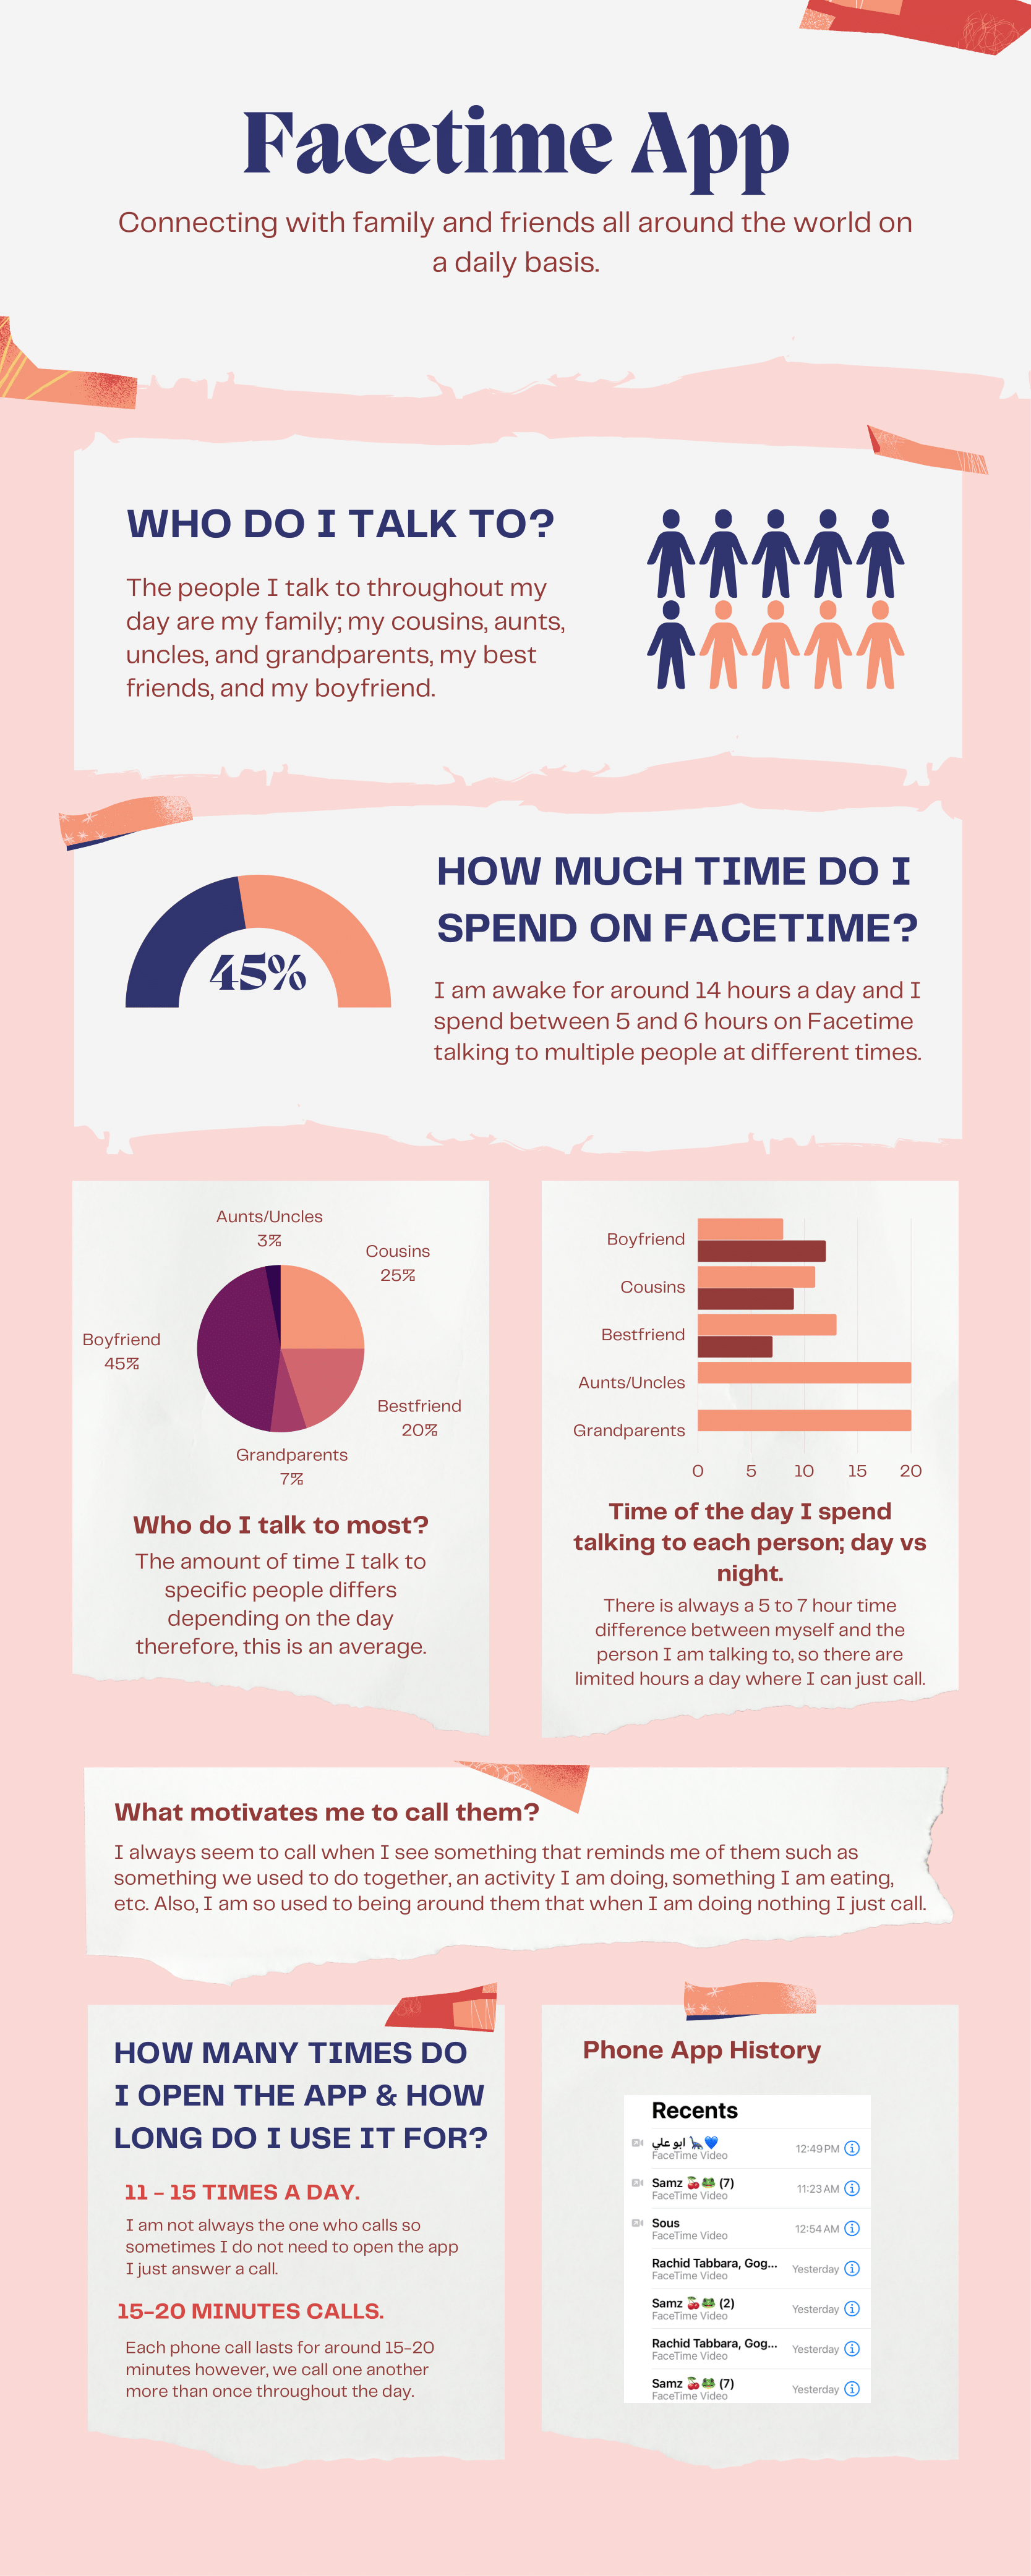 Facetime App
Connecting with family and friends all around the world on
a daily basis.
WHO DO I TALK TO?
The people I talk to throughout my
day are my family; my cousins, aunts,
uncles, and grandparents, my best
friends, and my boyfriend.
45%
HOW MUCH TIME DO I
SPEND ON FACETIME?
I am awake for around 14 hours a day and I
spend between 5 and 6 hours on Facetime
talking to multiple people at different times.
Aunts/Uncles
3%
Cousins
25%
Boyfriend
45%
Bestfriend
20%
Grandparents
7%
Who do I talk to most?
The amount of time I talk to
specific people differs
depending on the day
therefore, this is an average.
Boyfriend
Cousins
Bestfriend
Aunts/Uncles
Grandparents
0 5 10 15 20
Time of the day I spend
talking to each person; day vs
night.
There is always a 5 to 7 hour time
difference between myself and the
person I am talking to, so there are
limited hours a day where I can just call.
What motivates me to call them?
I always seem to call when I see something that reminds me of them such as
something we used to do together, an activity I am doing, something I am eating,
etc. Also, I am so used to being around them that when I am doing nothing I just call.
HOW MANY TIMES DO
I OPEN THE APP & HOW
LONG DO I USE IT FOR?
11 - 15 TIMES A DAY.
I am not always the one who calls so
sometimes I do not need to open the app
I just answer a call.
15-20 MINUTES CALLS.
Each phone call lasts for around 15-20
minutes however, we call one another
more than once throughout the day.
Phone App History
Recents
ابو علي 🦕💙 12:49 PM
FaceTime Video
Samz 🍒🐸 (7) 11:23 AM
FaceTime Video
Sous 12:54 AM
FaceTime Video
Rachid Tabbara, Gog... Yesterday
FaceTime Video
Samz 🍒🐸 (2) Yesterday
FaceTime Video
Rachid Tabbara, Gog... Yesterday
FaceTime Video
Samz 🍒🐸 (7) Yesterday
FaceTime Video